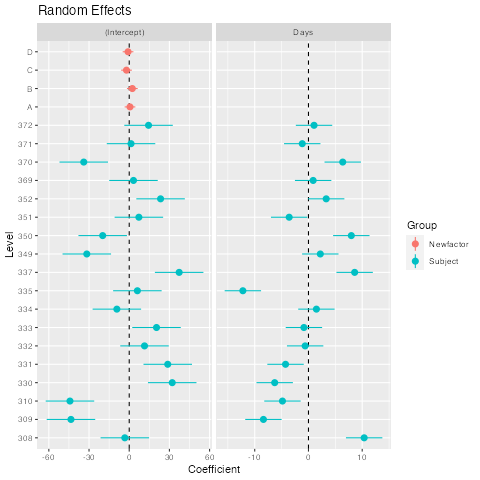 Random Effects
(Intercept)
Days
D
C
B
A
372
371
370
369
352
351
350
349
337
335
334
333
332
331
330
310
309
308
Level
-60
-30
0
30
60
-10
0
10
Coefficient
Group
Newfactor
Subject